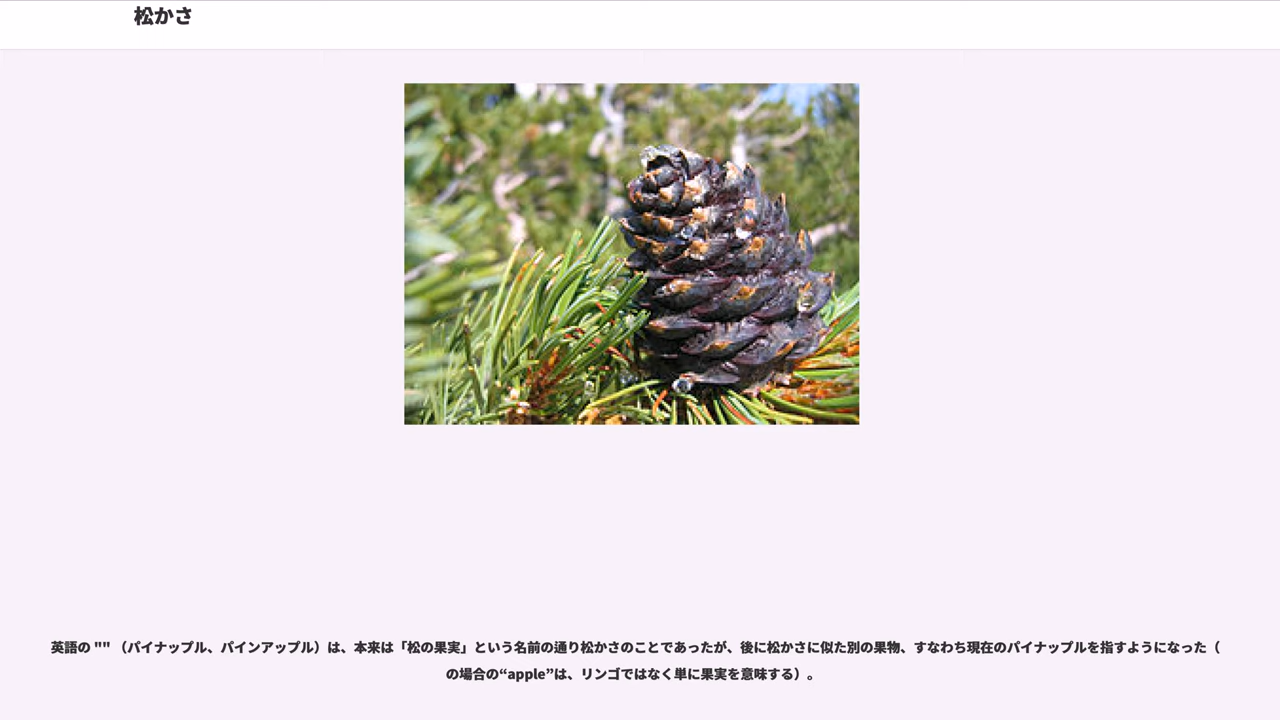 松かさ
英語の "" （パイナップル、パインアップル）は、本来は「松の果実」という名前の通り松かさのことであったが、後に松かさに似た別の果物、すなわち現在のパイナップルを指すようになった（
の場合の“apple”は、リンゴではなく単に果実を意味する）。